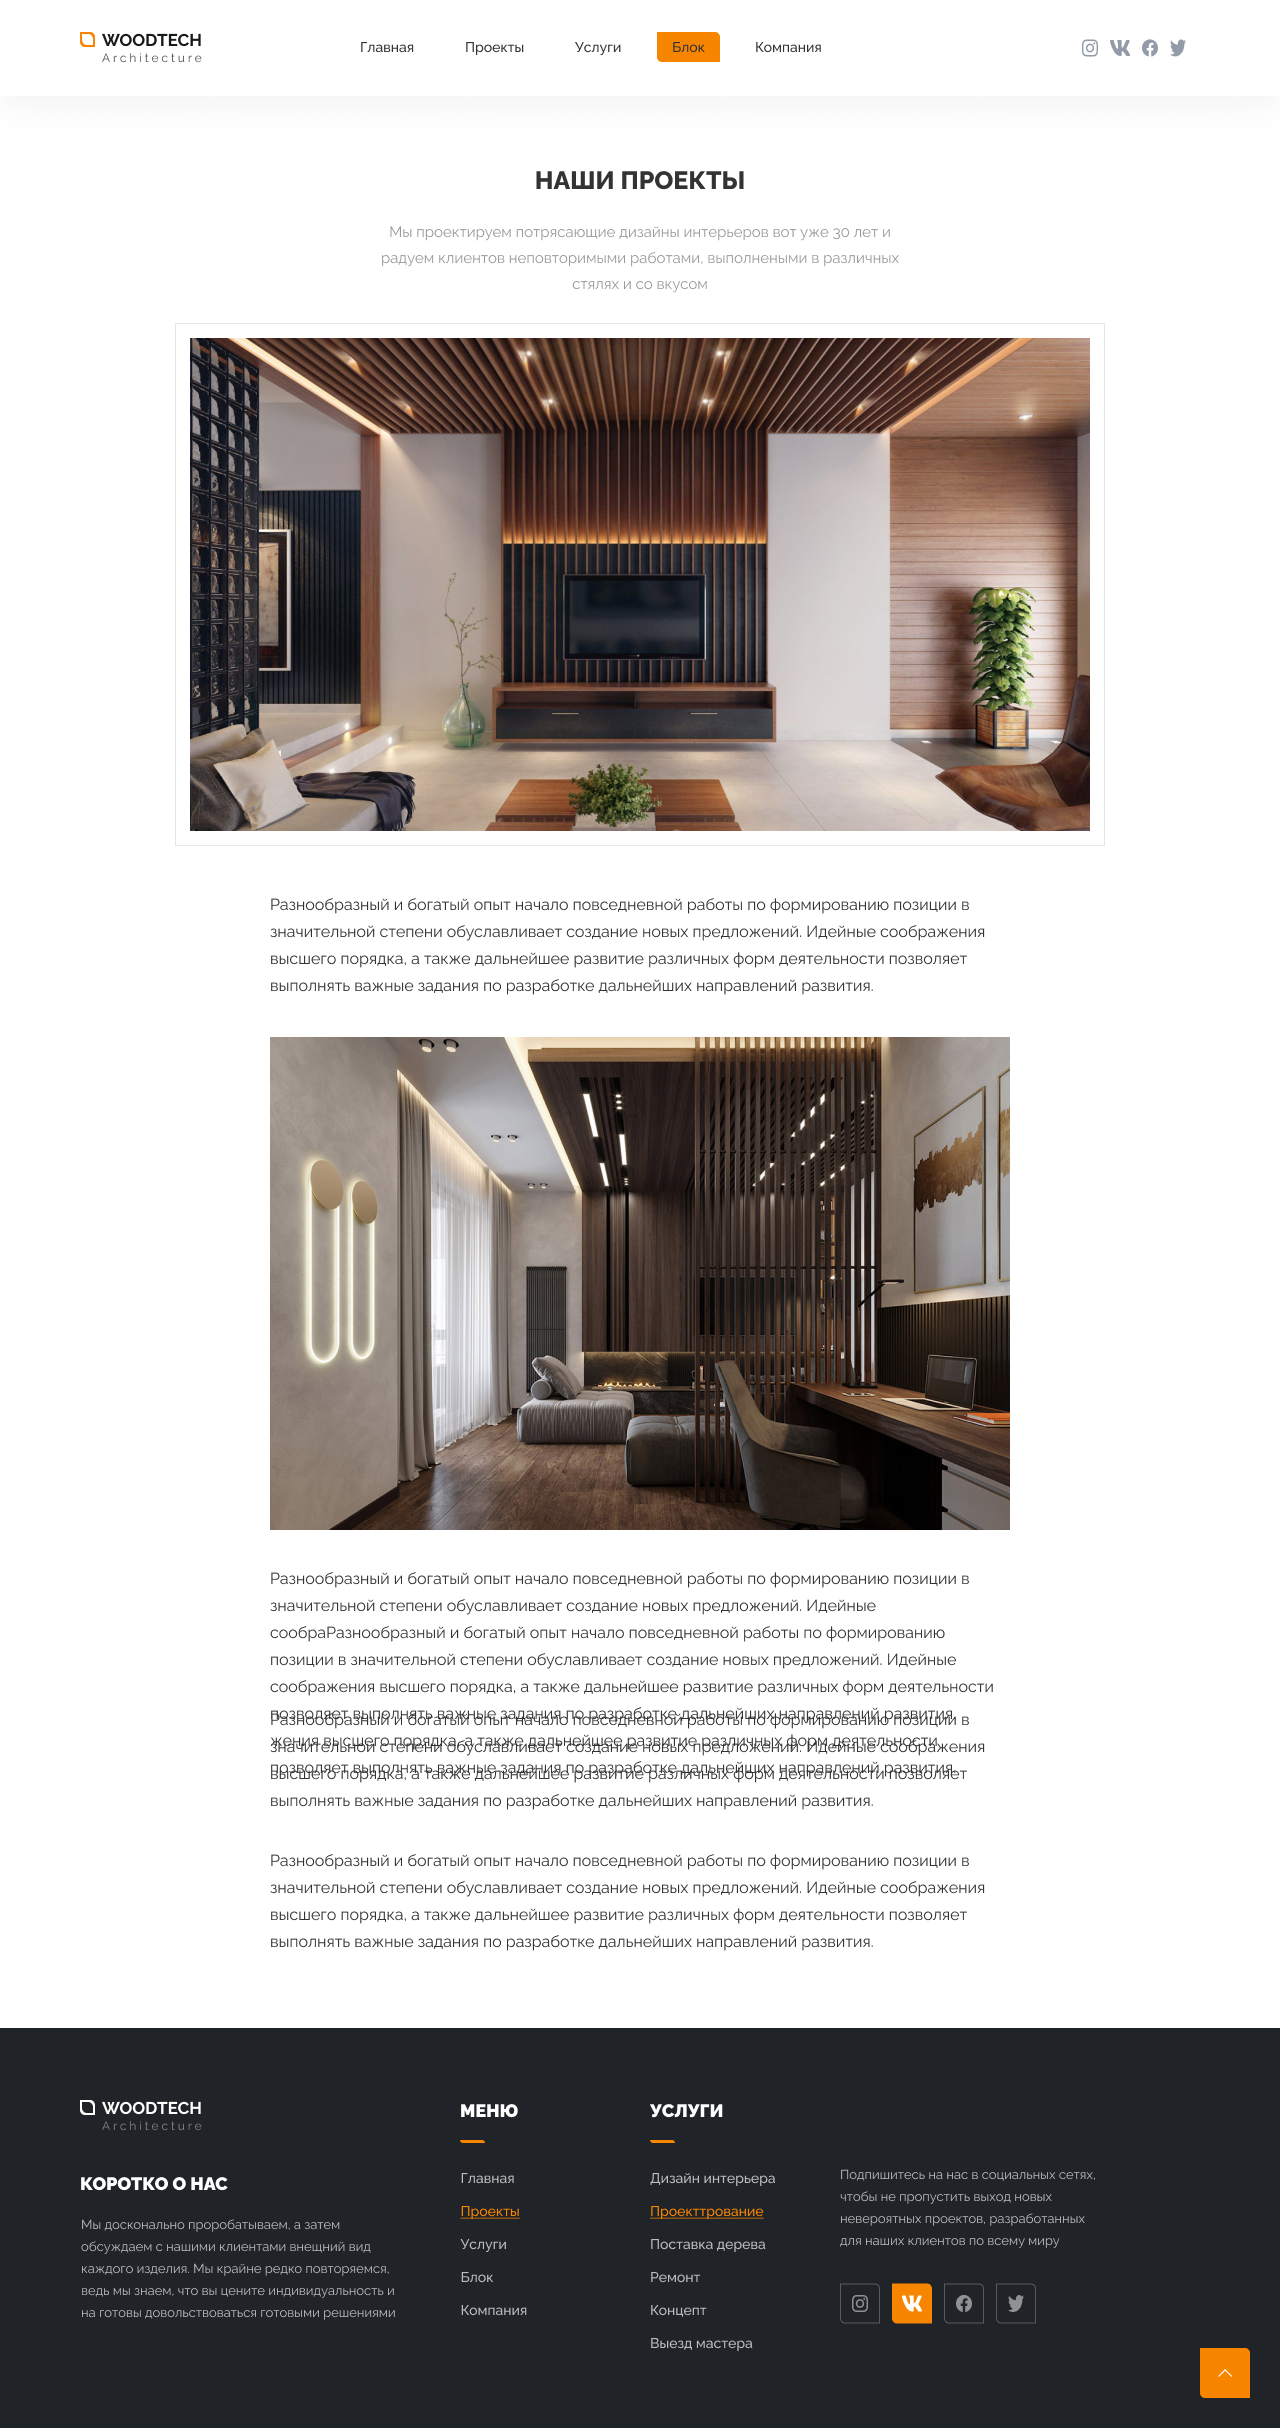 WOODTECH
Architecture
Главная Проекты Услуги Блок Компания
НАШИ ПРОЕКТЫ
Мы проектируем потрясающие дизайны интерьеров вот уже 30 лет и
радуем клиентов неповторимыми работами, выполнеными в различных
стялях и со вкусом
Разнообразный и богатый опыт начало повседневной работы по формированию позиции в
значительной степени обуславливает создание новых предложений. Идейные соображения
высшего порядка, а также дальнейшее развитие различных форм деятельности позволяет
выполнять важные задания по разработке дальнейших направлений развития.
Разнообразный и богатый опыт начало повседневной работы по формированию позиции в
значительной степени обуславливает создание новых предложений. Идейные
сообраРазнообразный и богатый опыт начало повседневной работы по формированию
позиции в значительной степени обуславливает создание новых предложений. Идейные
соображения высшего порядка, а также дальнейшее развитие различных форм деятельности
позволяет выполнять важные задания по разработке дальнейших направлений развития.
жения высшего порядка, а также дальнейшее развитие различных форм деятельности
позволяет выполнять важные задания по разработке дальнейших направлений развития.
Разнообразный и богатый опыт начало повседневной работы по формированию позиции в
значительной степени обуславливает создание новых предложений. Идейные соображения
высшего порядка, а также дальнейшее развитие различных форм деятельности позволяет
выполнять важные задания по разработке дальнейших направлений развития.
Разнообразный и богатый опыт начало повседневной работы по формированию позиции в
значительной степени обуславливает создание новых предложений. Идейные соображения
высшего порядка, а также дальнейшее развитие различных форм деятельности позволяет
выполнять важные задания по разработке дальнейших направлений развития.
WOODTECH
Architecture
КОРОТКО О НАС
Мы досконально проробатываем, а затем
обсуждаем с нашими клиентами внещний вид
каждого изделия. Мы крайне редко повторяемся,
ведь мы знаем, что вы цените индивидуальность и
на готовы довольствоваться готовыми решениями
МЕНЮ
Главная
Проекты
Услуги
Блок
Компания
УСЛУГИ
Дизайн интерьера
Проекттрование
Поставка дерева
Ремонт
Концепт
Выезд мастера
Подпишитесь на нас в социальных сетях,
чтобы не пропустить выход новых
невероятных проектов, разработанных
для наших клиентов по всему миру